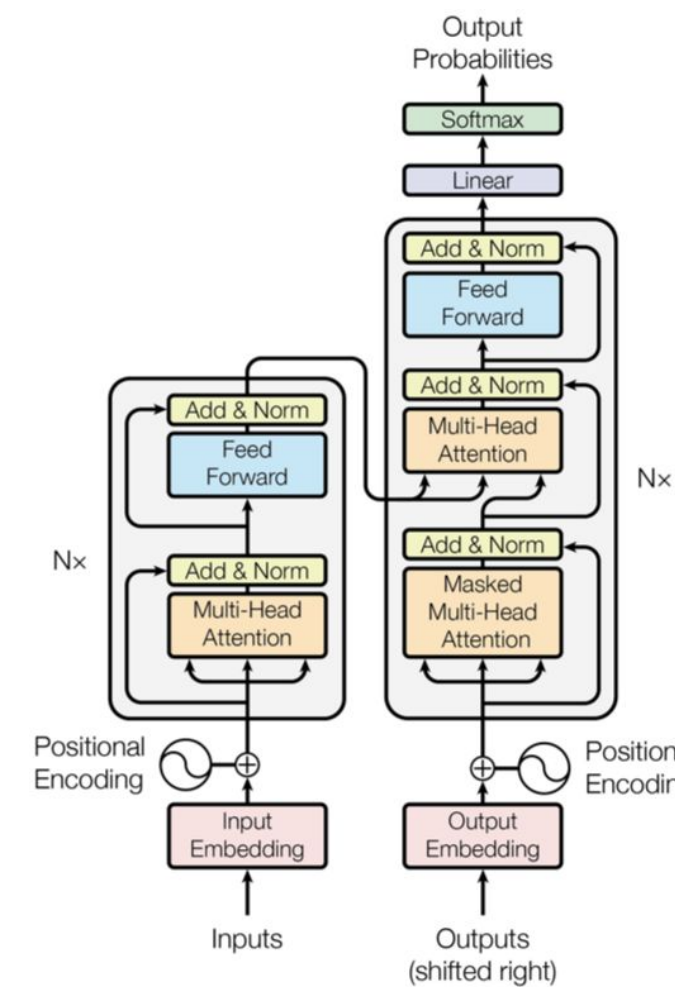 Output
Probabilities
Softmax
Linear
Add & Norm
Feed
Forward
Add & Norm
Multi-Head
Attention
Add & Norm
Masked
Multi-Head
Attention
Nx
Add & Norm
Feed
Forward
Add & Norm
Multi-Head
Attention
Nx
Positional
Encoding
Position
Encodin
Input
Embedding
Output
Embedding
Inputs
Outputs
(shifted right)